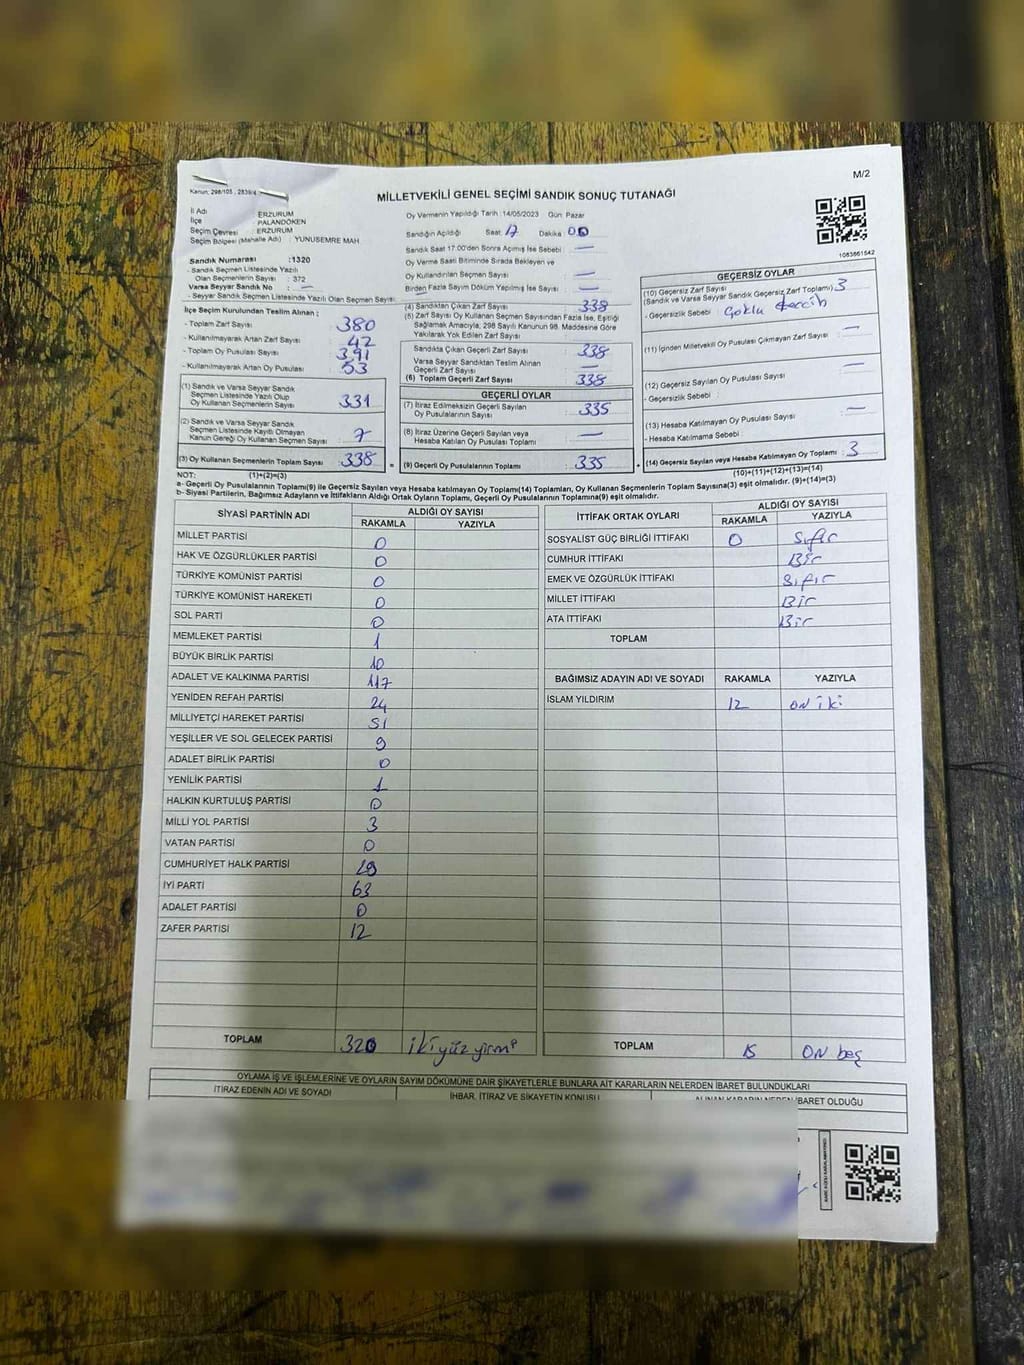 M/2
Kanun: 298/105 , 2839/4
MİLLETVEKİLİ GENEL SEÇİMİ SANDIK SONUÇ TUTANAĞI
İl Adı ERZURUM
İlçe PALANDÖKEN
Seçim Çevresi ERZURUM
Seçim Bölgesi (Mahalle Adı) YUNUSEMRE MAH
Sandık Numarası :1320
- Sandık Seçmen Listesinde Yazılı
Olan Seçmenlerin Sayısı : 372
Varsa Seyyar Sandık No : —
- Seyyar Sandık Seçmen Listesinde Yazılı Olan Seçmen Sayısı:
İlçe Seçim Kurulundan Teslim Alınan ;
- Toplam Zarf Sayısı : 380
- Kullanılmayarak Artan Zarf Sayısı : 42
- Toplam Oy Pusulası Sayısı : 391
- Kullanılmayarak Artan Oy Pusulası : 53
(1) Sandık ve Varsa Seyyar Sandık
Seçmen Listesinde Yazılı Olup
Oy Kullanan Seçmenlerin Sayısı : 331
(2) Sandık ve Varsa Seyyar Sandık
Seçmen Listesinde Kayıtlı Olmayan
Kanun Gereği Oy Kullanan Seçmen Sayısı : 7
(3) Oy Kullanan Seçmenlerin Toplam Sayısı : 338
(1)+(2)=(3)
Oy Vermenin Yapıldığı Tarih :14/05/2023 Gün: Pazar
Sandığın Açıldığı Saat 17 Dakika 00
Sandık Saat 17.00'den Sonra Açımış İse Sebebi : —
Oy Verme Saati Bitiminde Sırada Bekleyen ve
Oy Kullandırılan Seçmen Sayısı : —
Birden Fazla Sayım Döküm Yapılmış İse Sayısı : —
(4) Sandıktan Çıkan Zarf Sayısı : 338
(5) Zarf Sayısı Oy Kullanan Seçmen Sayısından Fazla İse, Eşitliği
Sağlamak Amacıyla, 298 Sayılı Kanunun 98. Maddesine Göre
Yakılarak Yok Edilen Zarf Sayısı :
Sandıkta Çıkan Geçerli Zarf Sayısı : 338
Varsa Seyyar Sandıktan Teslim Alınan
Geçerli Zarf Sayısı : —
(6) Toplam Geçerli Zarf Sayısı : 338
GEÇERLİ OYLAR
(7) İtiraz Edilmeksizin Geçerli Sayılan
Oy Pusulalarının Sayısı : 335
(8) İtiraz Üzerine Geçerli Sayılan veya
Hesaba Katılan Oy Pusulası Toplamı : —
= (9) Geçerli Oy Pusulalarının Toplamı : 335
1083661542
GEÇERSİZ OYLAR
(10) Geçersiz Zarf Sayısı
(Sandık ve Varsa Seyyar Sandık Geçersiz Zarf Toplamı) : 3
- Geçersizlik Sebebi : Çoklu tercih
(11) İçinden Milletvekili Oy Pusulası Çıkmayan Zarf Sayısı : —
(12) Geçersiz Sayılan Oy Pusulası Sayısı : —
- Geçersizlik Sebebi :
(13) Hesaba Katılmayan Oy Pusulası Sayısı : —
- Hesaba Katılmama Sebebi :
+ (14) Geçersiz Sayılan veya Hesaba Katılmayan Oy Toplamı : 3
(10)+(11)+(12)+(13)=(14)
NOT:
a- Geçerli Oy Pusulalarının Toplamı(9) ile Geçersiz Sayılan veya Hesaba katılmayan Oy Toplamı(14) Toplamları, Oy Kullanan Seçmenlerin Toplam Sayısına(3) eşit olmalıdır. (9)+(14)=(3)
b- Siyasi Partilerin, Bağımsız Adayların ve İttifakların Aldığı Ortak Oyların Toplamı, Geçerli Oy Pusulalarının Toplamına(9) eşit olmalıdır.
SİYASİ PARTİNİN ADI ALDIĞI OY SAYISI
RAKAMLA YAZIYLA
MİLLET PARTİSİ 0
HAK VE ÖZGÜRLÜKLER PARTİSİ 0
TÜRKİYE KOMÜNİST PARTİSİ 0
TÜRKİYE KOMÜNİST HAREKETİ 0
SOL PARTİ 0
MEMLEKET PARTİSİ 1
BÜYÜK BİRLİK PARTİSİ 10
ADALET VE KALKINMA PARTİSİ 117
YENİDEN REFAH PARTİSİ 24
MİLLİYETÇİ HAREKET PARTİSİ 51
YEŞİLLER VE SOL GELECEK PARTİSİ 9
ADALET BİRLİK PARTİSİ 0
YENİLİK PARTİSİ 1
HALKIN KURTULUŞ PARTİSİ 0
MİLLİ YOL PARTİSİ 3
VATAN PARTİSİ 0
CUMHURİYET HALK PARTİSİ 29
İYİ PARTİ 63
ADALET PARTİSİ 0
ZAFER PARTİSİ 12
TOPLAM 320 ikiyüz yirmi
İTTİFAK ORTAK OYLARI ALDIĞI OY SAYISI
RAKAMLA YAZIYLA
SOSYALİST GÜÇ BİRLİĞİ İTTİFAKI 0 Sıfır
CUMHUR İTTİFAKI Bir
EMEK VE ÖZGÜRLÜK İTTİFAKI Sıfır
MİLLET İTTİFAKI Bir
ATA İTTİFAKI Bir
TOPLAM
BAĞIMSIZ ADAYIN ADI VE SOYADI RAKAMLA YAZIYLA
İSLAM YILDIRIM 12 on iki
TOPLAM 15 ON beş
OYLAMA İŞ VE İŞLEMLERİNE VE OYLARIN SAYIM DÖKÜMÜNE DAİR ŞİKAYETLERLE BUNLARA AİT KARARLARIN NELERDEN İBARET BULUNDUKLARI
İTİRAZ EDENİN ADI VE SOYADI İHBAR, İTİRAZ VE ŞİKAYETİN KONUSU ALINAN KARARIN NEDEN İBARET OLDUĞU